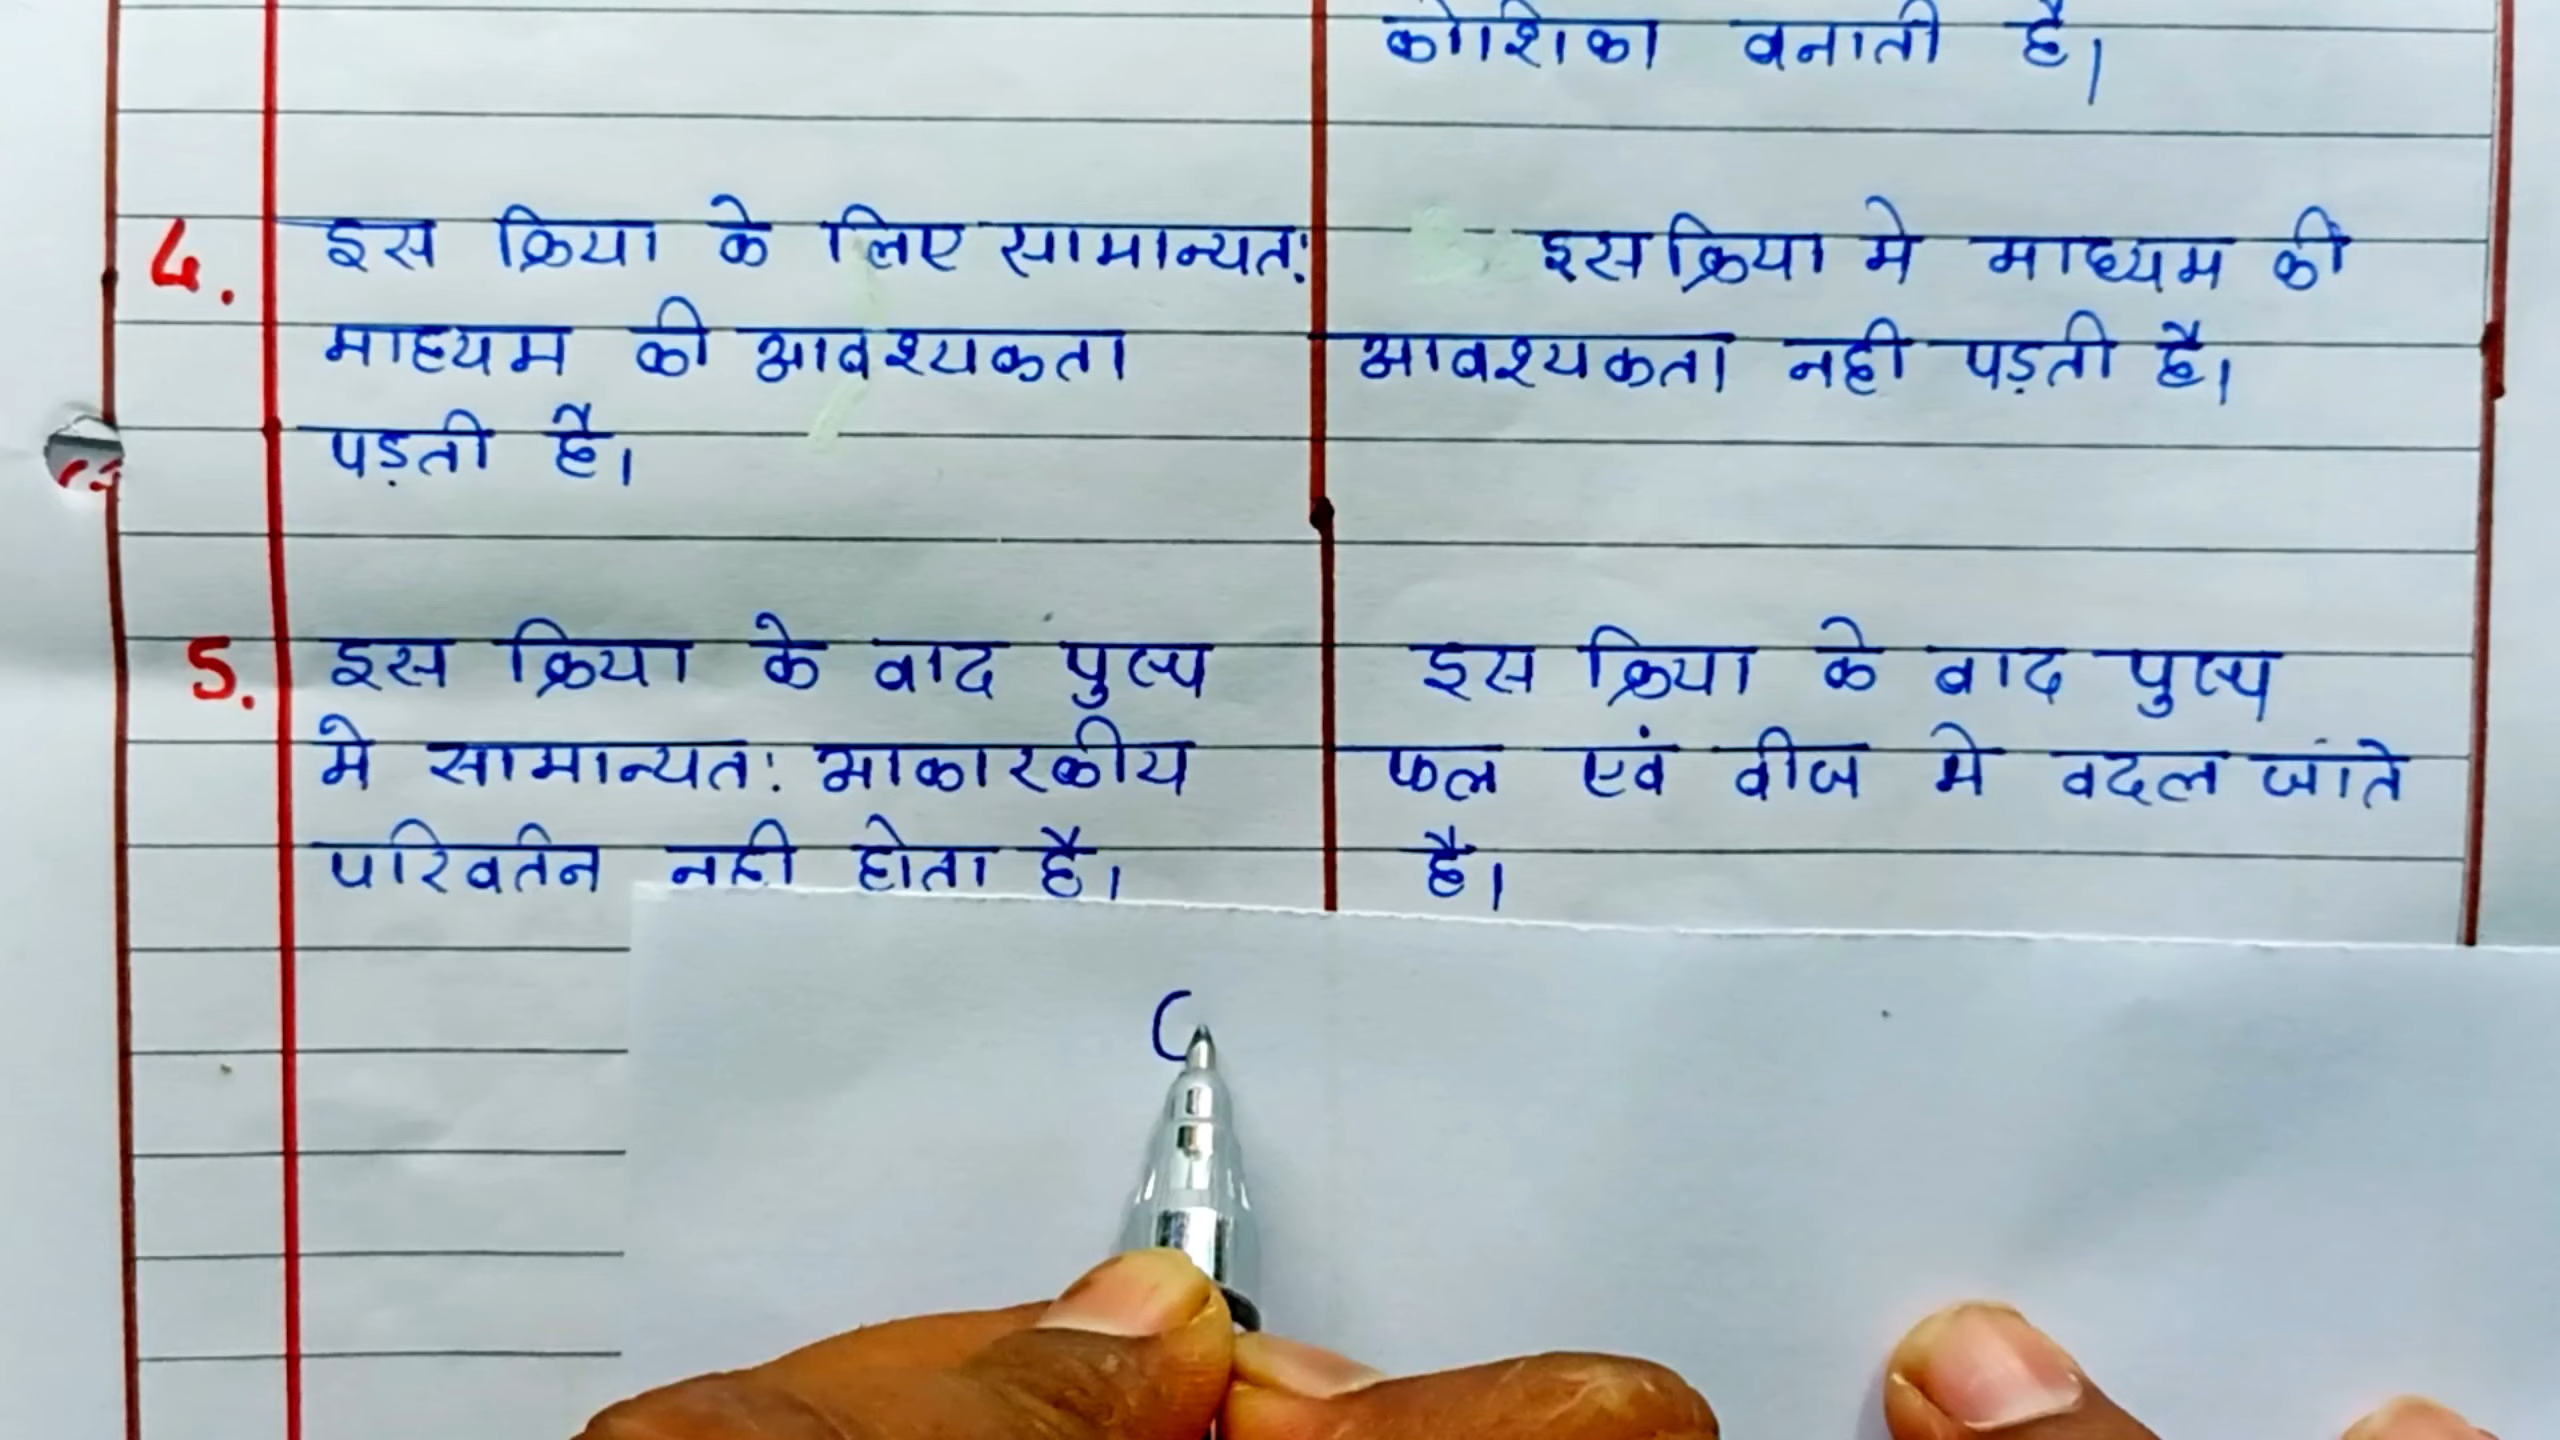 कोशिका बनाती है।
4. इस क्रिया के लिए सामान्यत:
माध्यम की आवश्यकता
पड़ती है।
इस क्रिया मे माध्यम की
आवश्यकता नही पड़ती है।
5. इस क्रिया के बाद पुष्प
मे सामान्यत: आकारकीय
परिवर्तन नही होता है।
इस क्रिया के बाद पुष्प
फल एवं बीज मे बदल जाते
है।
C